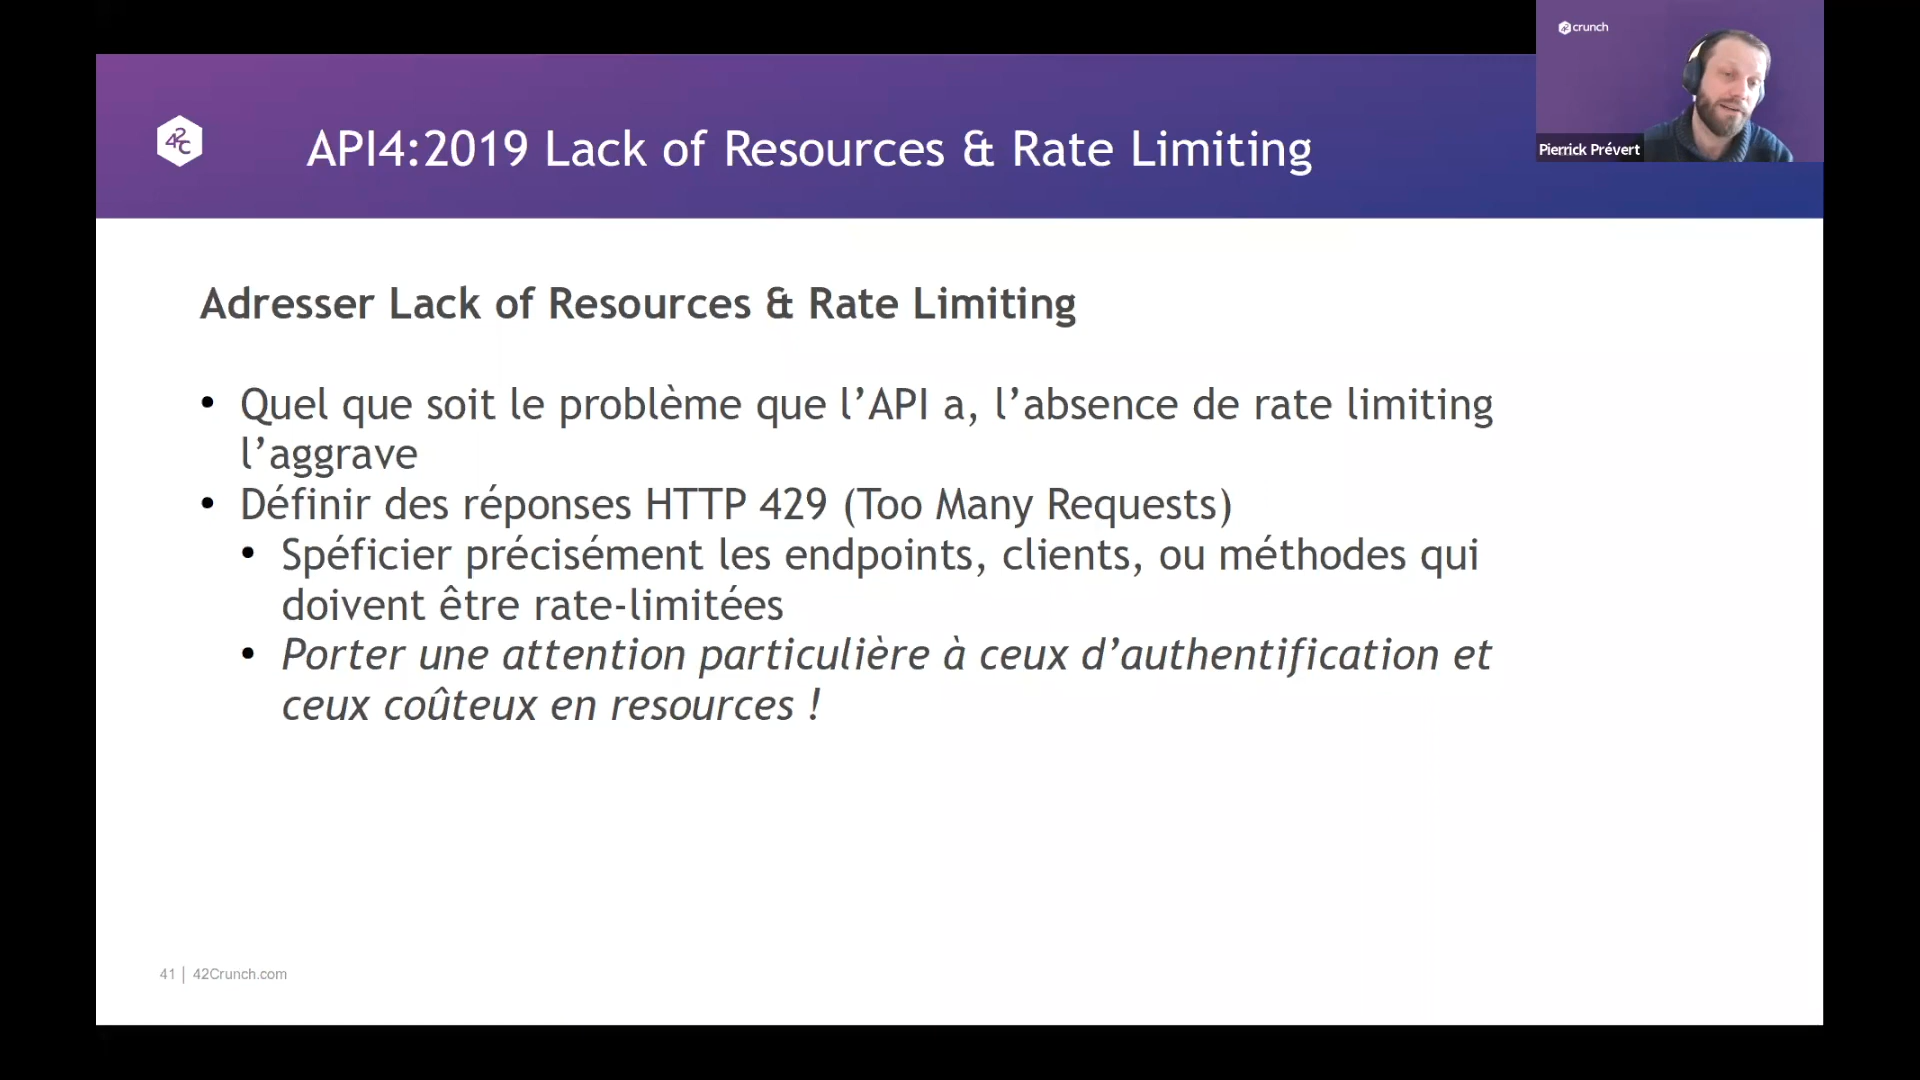 42crunch
Pierrick Prévert
42C
API4:2019 Lack of Resources & Rate Limiting
Adresser Lack of Resources & Rate Limiting
• Quel que soit le problème que l’API a, l’absence de rate limiting
l’aggrave
• Définir des réponses HTTP 429 (Too Many Requests)
• Spéficier précisément les endpoints, clients, ou méthodes qui
doivent être rate-limitées
• Porter une attention particulière à ceux d’authentification et
ceux coûteux en resources !
41 | 42Crunch.com